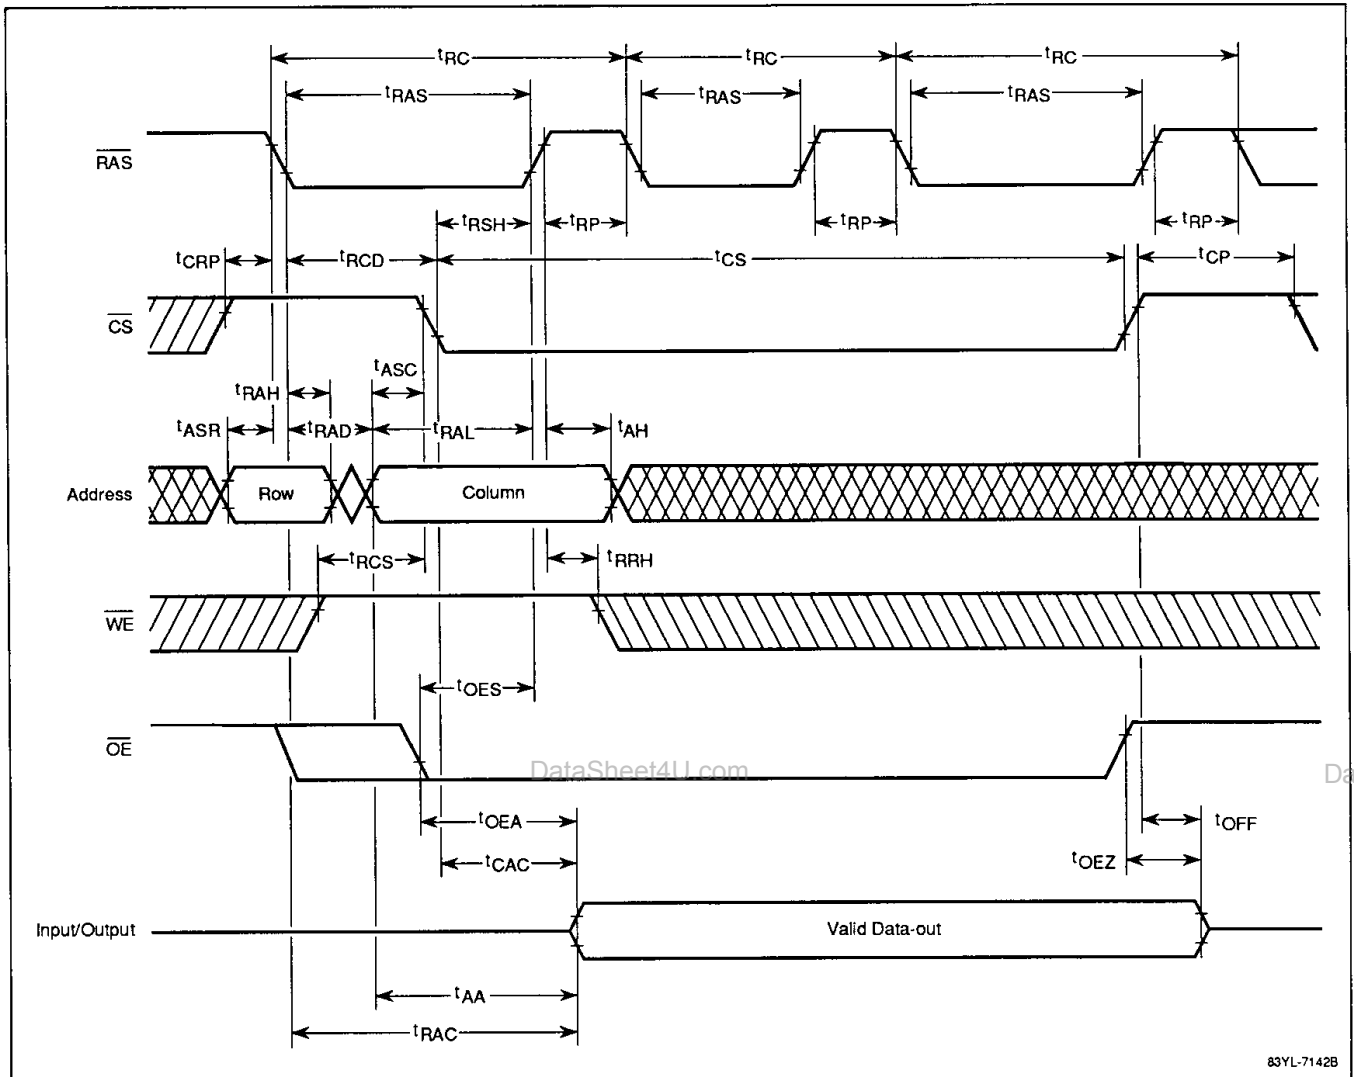 tRC tRC tRC
tRAS tRAS tRAS
RAS
tRSH tRP tRP tRP
tCRP tRCD tCS tCP
CS
tASC
tRAH
tASR tRAD tRAL tAH
Address Row Column
tRCS tRRH
WE
tOES
OE
DataSheet4U.com Da
tOEA tOFF
tCAC tOEZ
Input/Output Valid Data-out
tAA
tRAC
83YL-7142B